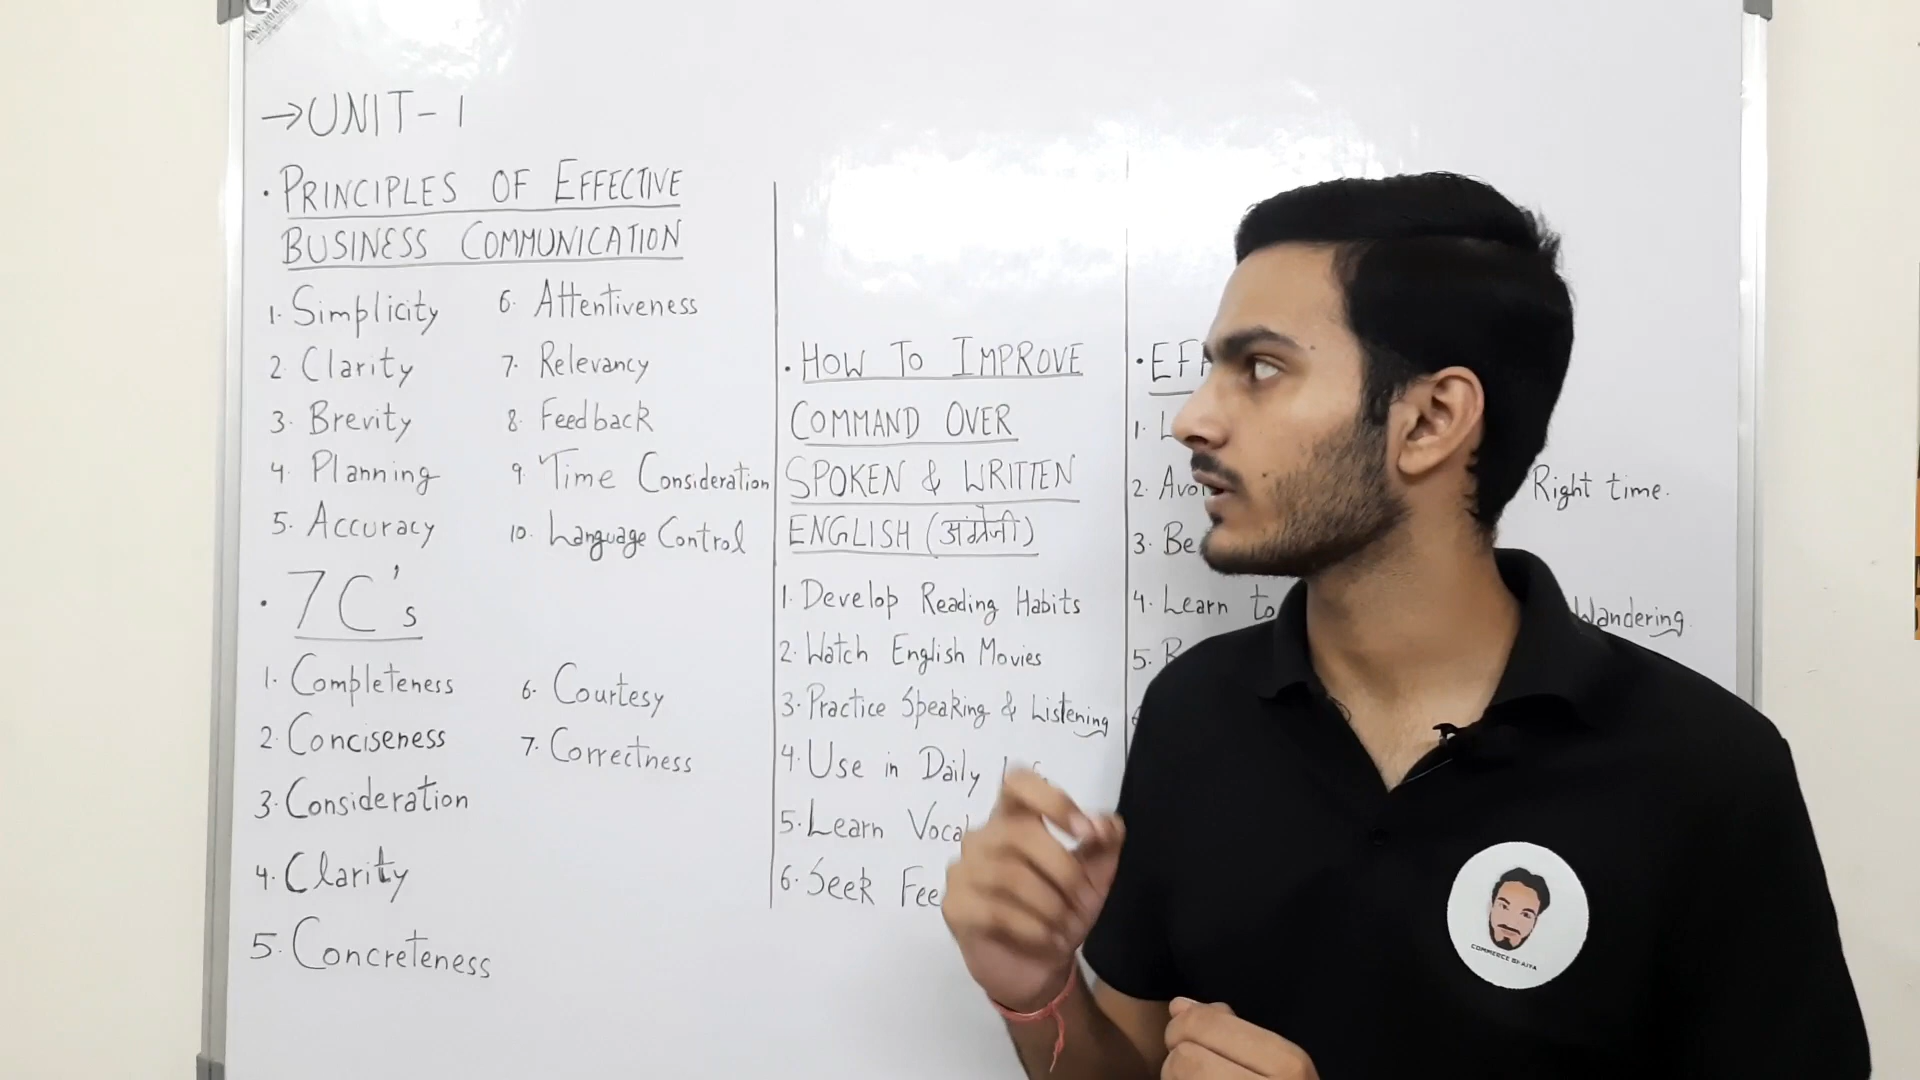 →UNIT-1
• PRINCIPLES OF EFFECTIVE
BUSINESS COMMUNICATION
1. Simplicity
2. Clarity
3. Brevity
4. Planning
5. Accuracy
6. Attentiveness
7. Relevancy
8. Feedback
9. Time Consideration
10. Language Control
• 7C's
1. Completeness
2. Conciseness
3. Consideration
4. Clarity
5. Concreteness
6. Courtesy
7. Correctness
• HOW TO IMPROVE
COMMAND OVER
SPOKEN & WRITTEN
ENGLISH (अंग्रेजी)
1. Develop Reading Habits
2. Watch English Movies
3. Practice Speaking & Listening
4. Use in Daily
5. Learn
6. Seek
•
1.
2. Right time.
3. Be
4. Learn to Wandering.
5.
COMMERCE BHAIYA